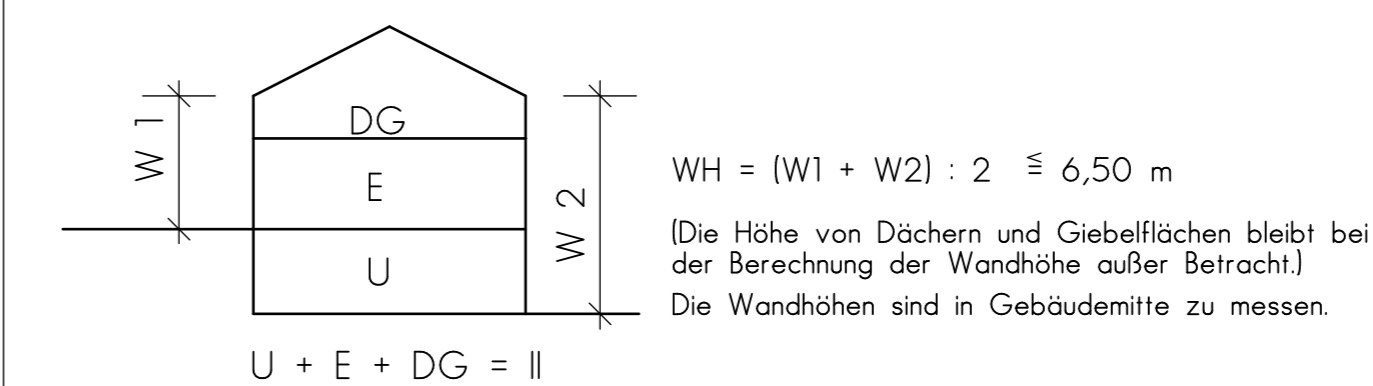 DG
W 1
E
W 2
U
U + E + DG = II
WH = (W1 + W2) : 2 ≦ 6,50 m
(Die Höhe von Dächern und Giebelflächen bleibt bei
der Berechnung der Wandhöhe außer Betracht.)
Die Wandhöhen sind in Gebäudemitte zu messen.